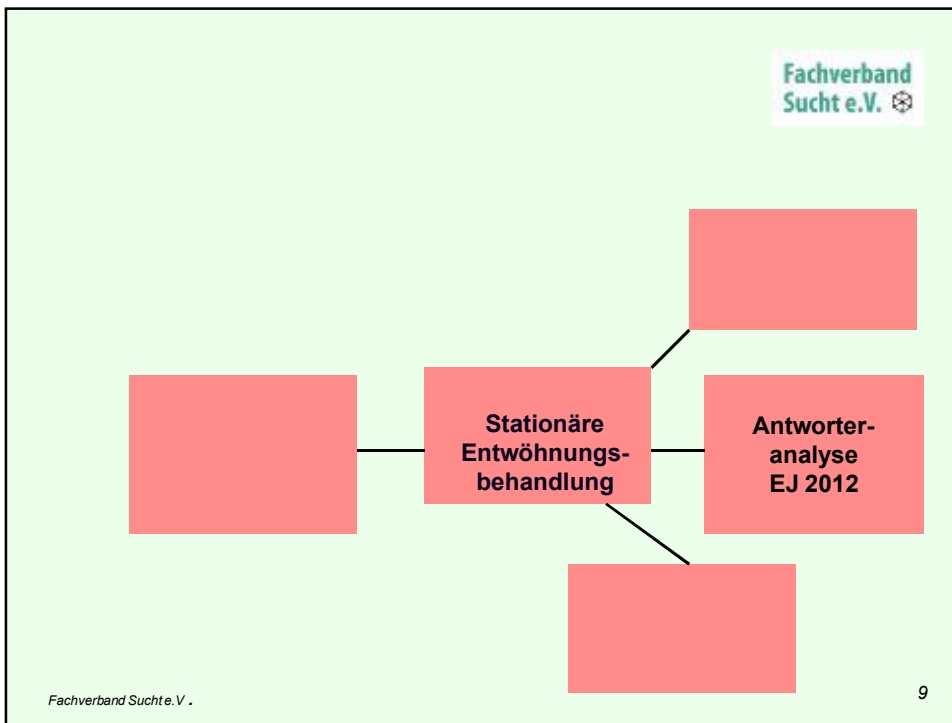 Fachverband
Sucht e.V.
Stationäre
Entwöhnungs-
behandlung
Antworter-
analyse
EJ 2012
Fachverband Sucht e.V .
9